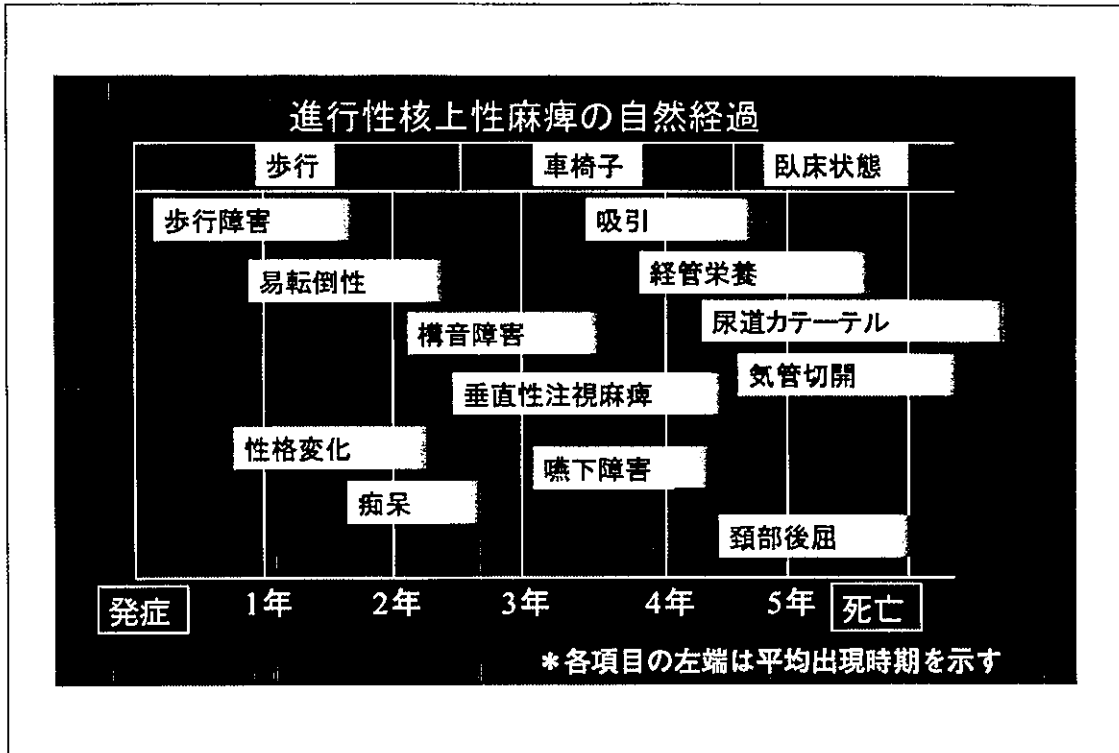 進行性核上性麻痺の自然経過
歩行 車椅子 臥床状態
歩行障害 吸引
易転倒性 経管栄養
構音障害 尿道カテーテル
垂直性注視麻痺 気管切開
性格変化 嚥下障害
痴呆
頚部後屈
発症 1年 2年 3年 4年 5年 死亡
*各項目の左端は平均出現時期を示す